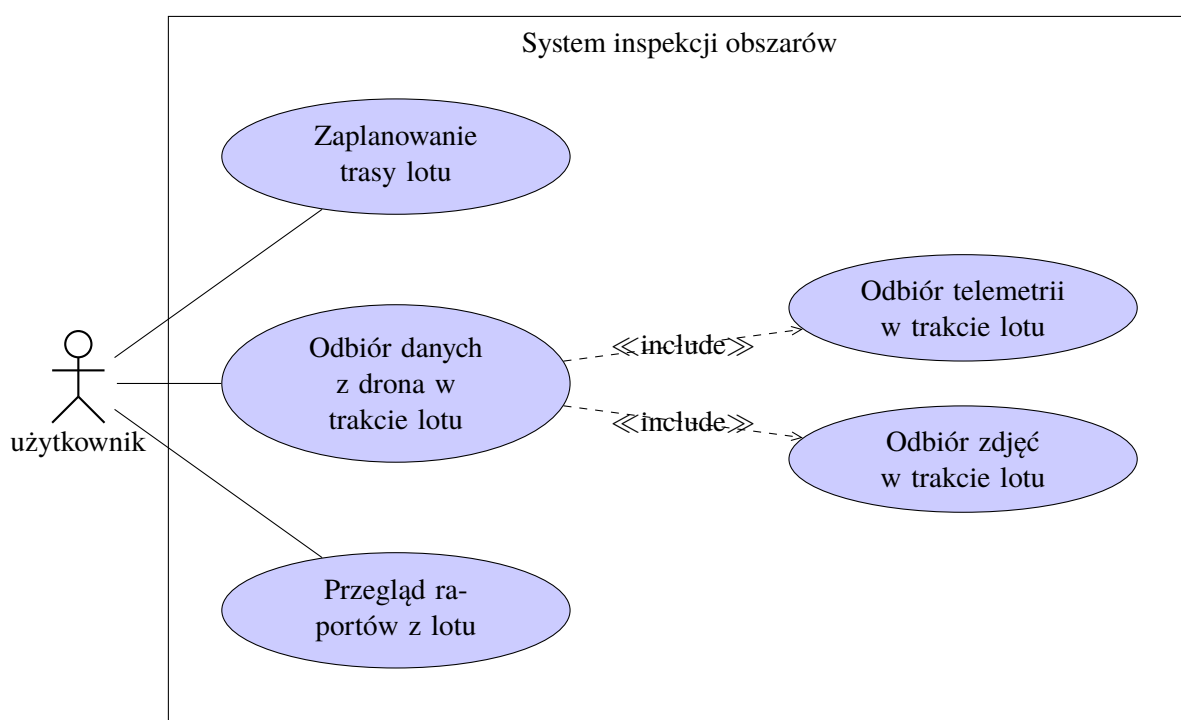 System inspekcji obszarów
Zaplanowanie
trasy lotu
Odbiór telemetrii
w trakcie lotu
Odbiór danych
z drona w
trakcie lotu
≪include≫
≪include≫
użytkownik
Odbiór zdjęć
w trakcie lotu
Przegląd ra-
portów z lotu